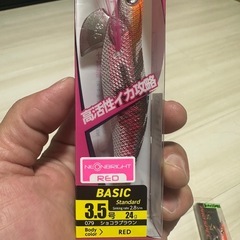 高活性イカ攻略
NEONBRIGHT
RED
BASIC
Standard
3.5号 24g
079 ショコラブラウン
Body color ▶ RED